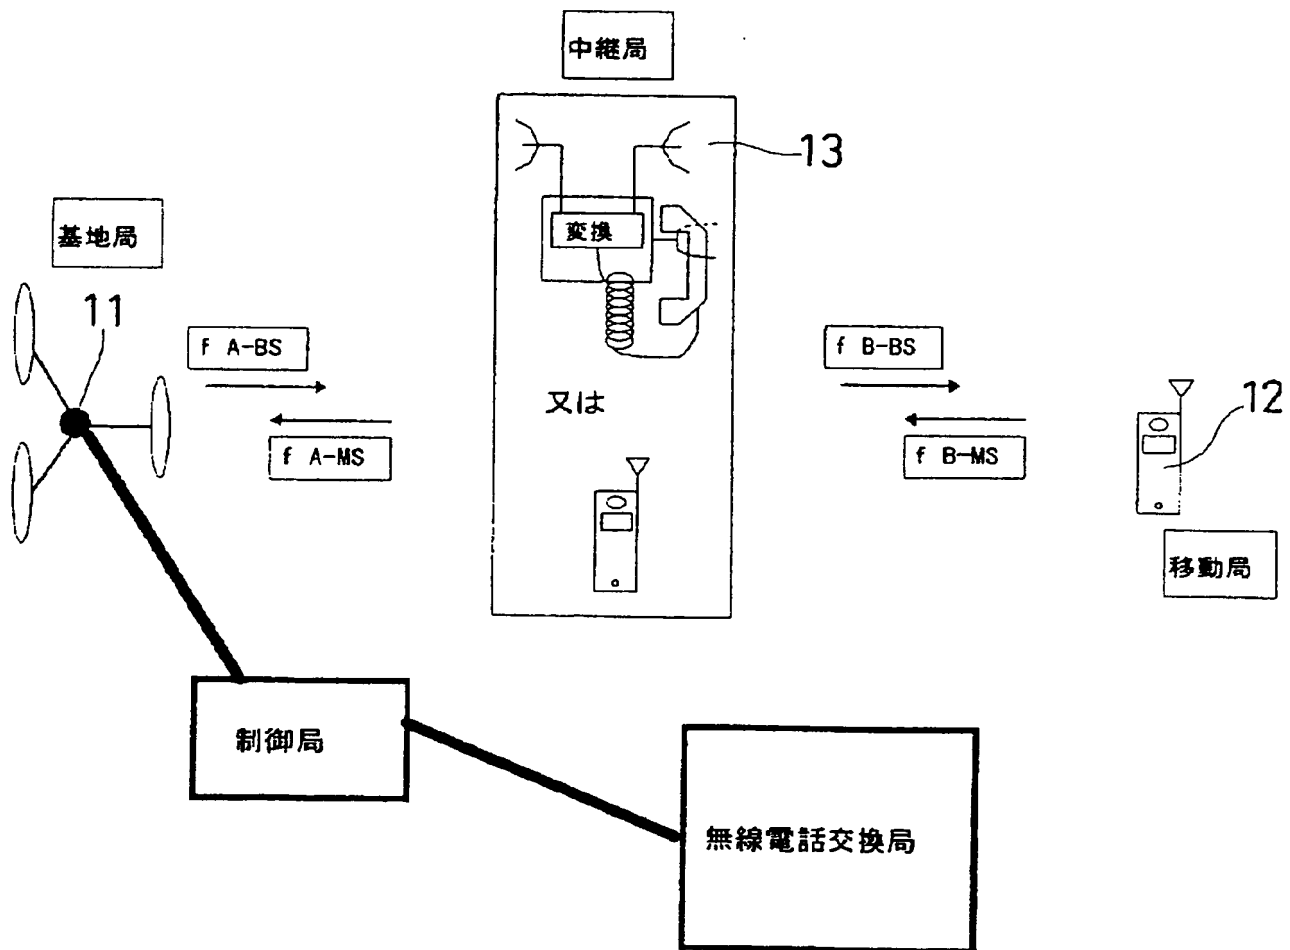 中継局
13
基地局
変換
11
f A-BS
f B-BS
又は
12
f A-MS
f B-MS
移動局
制御局
無線電話交換局